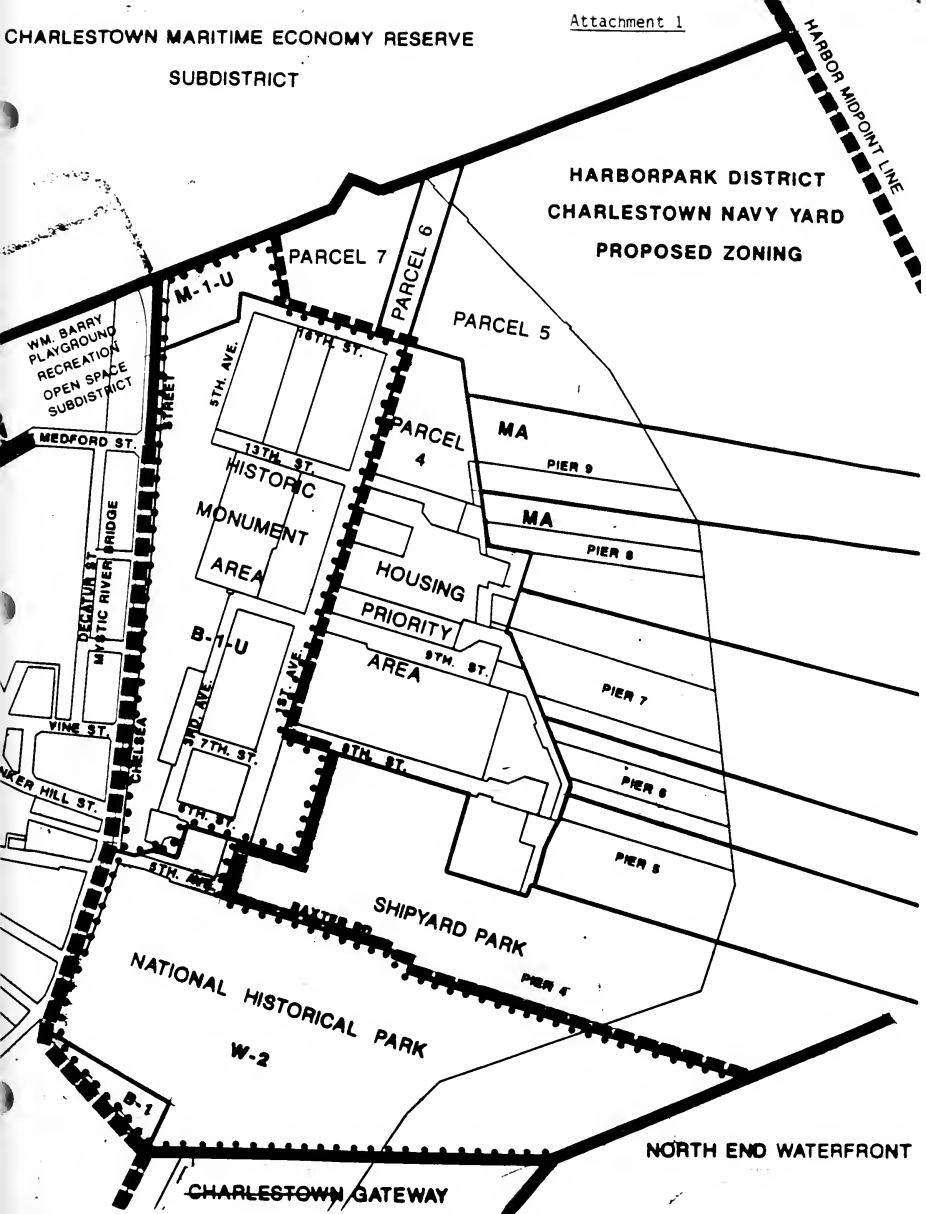 Attachment 1
CHARLESTOWN MARITIME ECONOMY RESERVE
SUBDISTRICT
HARBOR MIDPOINT LINE
HARBORPARK DISTRICT
CHARLESTOWN NAVY YARD
PROPOSED ZONING
PARCEL 7
PARCEL 6
M-1-U
PARCEL 5
WM. BARRY
PLAYGROUND
RECREATION
OPEN SPACE
SUBDISTRICT
16TH. ST.
5TH. AVE.
STREET
MEDFORD ST.
PARCEL
4
MA
PIER 9
13TH. ST.
HISTORIC
MONUMENT
AREA
MA
PIER 8
DECATUR ST
MYSTIC RIVER BRIDGE
HOUSING
PRIORITY
AREA
B-1-U
9TH. ST.
1ST. AVE.
3RD. AVE.
PIER 7
VINE ST.
CHELSEA
7TH. ST.
8TH. ST.
PIER 6
NKER HILL ST.
6TH. ST.
PIER 5
5TH. AVE.
SHIPYARD PARK
BAXTER RD
PIER 4
NATIONAL HISTORICAL PARK
W-2
B-1
NORTH END WATERFRONT
CHARLESTOWN GATEWAY